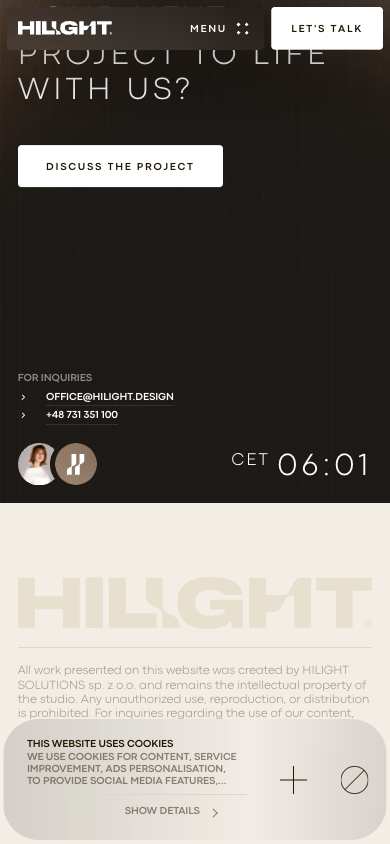 HILIGHT.
MENU
LET'S TALK
PROJECT TO LIFE
WITH US?
DISCUSS THE PROJECT
FOR INQUIRIES
OFFICE@HILIGHT.DESIGN
+48 731 351 100
CET 06:01
HILIGHT.
All work presented on this website was created by HILIGHT
SOLUTIONS sp. z o.o. and remains the intellectual property of
the studio. Any unauthorized use, reproduction, or distribution
is prohibited. For inquiries regarding the use of our content,
THIS WEBSITE USES COOKIES
WE USE COOKIES FOR CONTENT, SERVICE
IMPROVEMENT, ADS PERSONALISATION,
TO PROVIDE SOCIAL MEDIA FEATURES,...
SHOW DETAILS